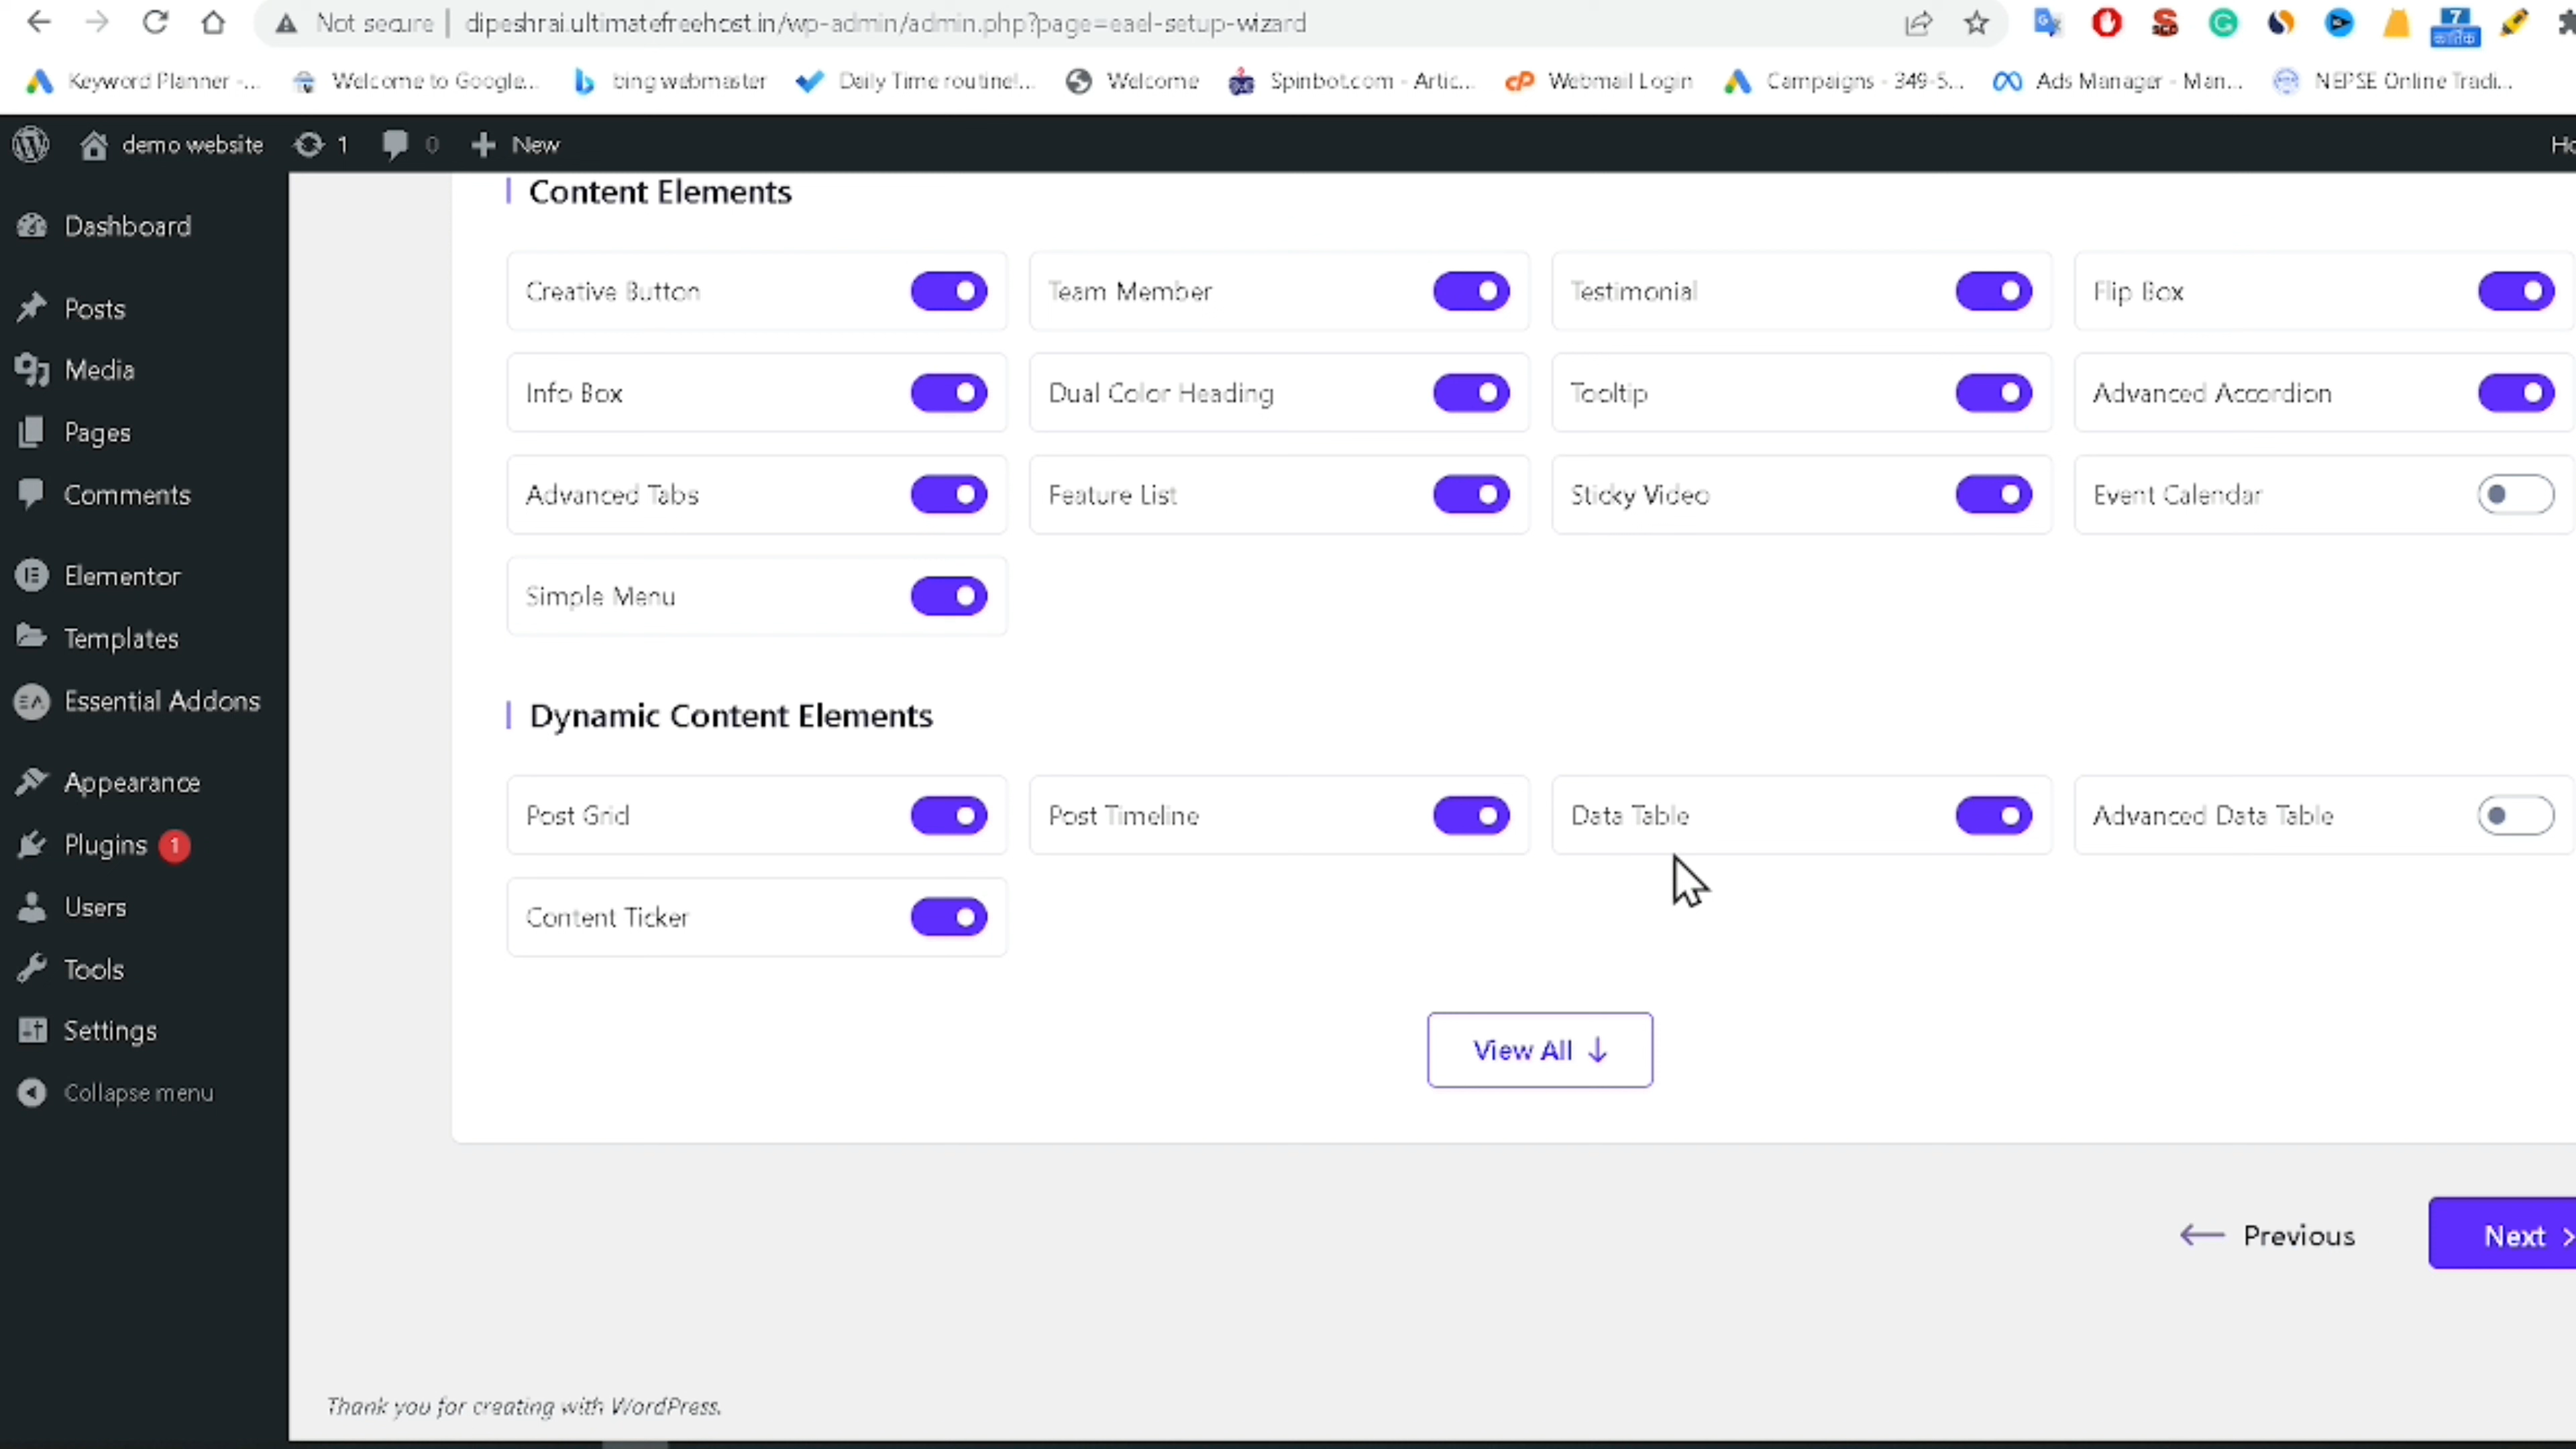 Not secure | dipeshrai.ultimatefreehost.in/wp-admin/admin.php?page=eael-setup-wizard
7
Keyword Planner -... Welcome to Google... bing webmaster Daily Time routine!... Welcome Spinbot.com - Artic... Webmail Login Campaigns - 349-5... Ads Manager - Man... NEPSE Online Tradi...
demo website 1 0 New
Dashboard
Posts
Media
Pages
Comments
Elementor
Templates
Essential Addons
Appearance
Plugins 1
Users
Tools
Settings
Collapse menu
Content Elements
Creative Button Team Member Testimonial Flip Box
Info Box Dual Color Heading Tooltip Advanced Accordion
Advanced Tabs Feature List Sticky Video Event Calendar
Simple Menu
Dynamic Content Elements
Post Grid Post Timeline Data Table Advanced Data Table
Content Ticker
View All ↓
← Previous Next >
Thank you for creating with WordPress.